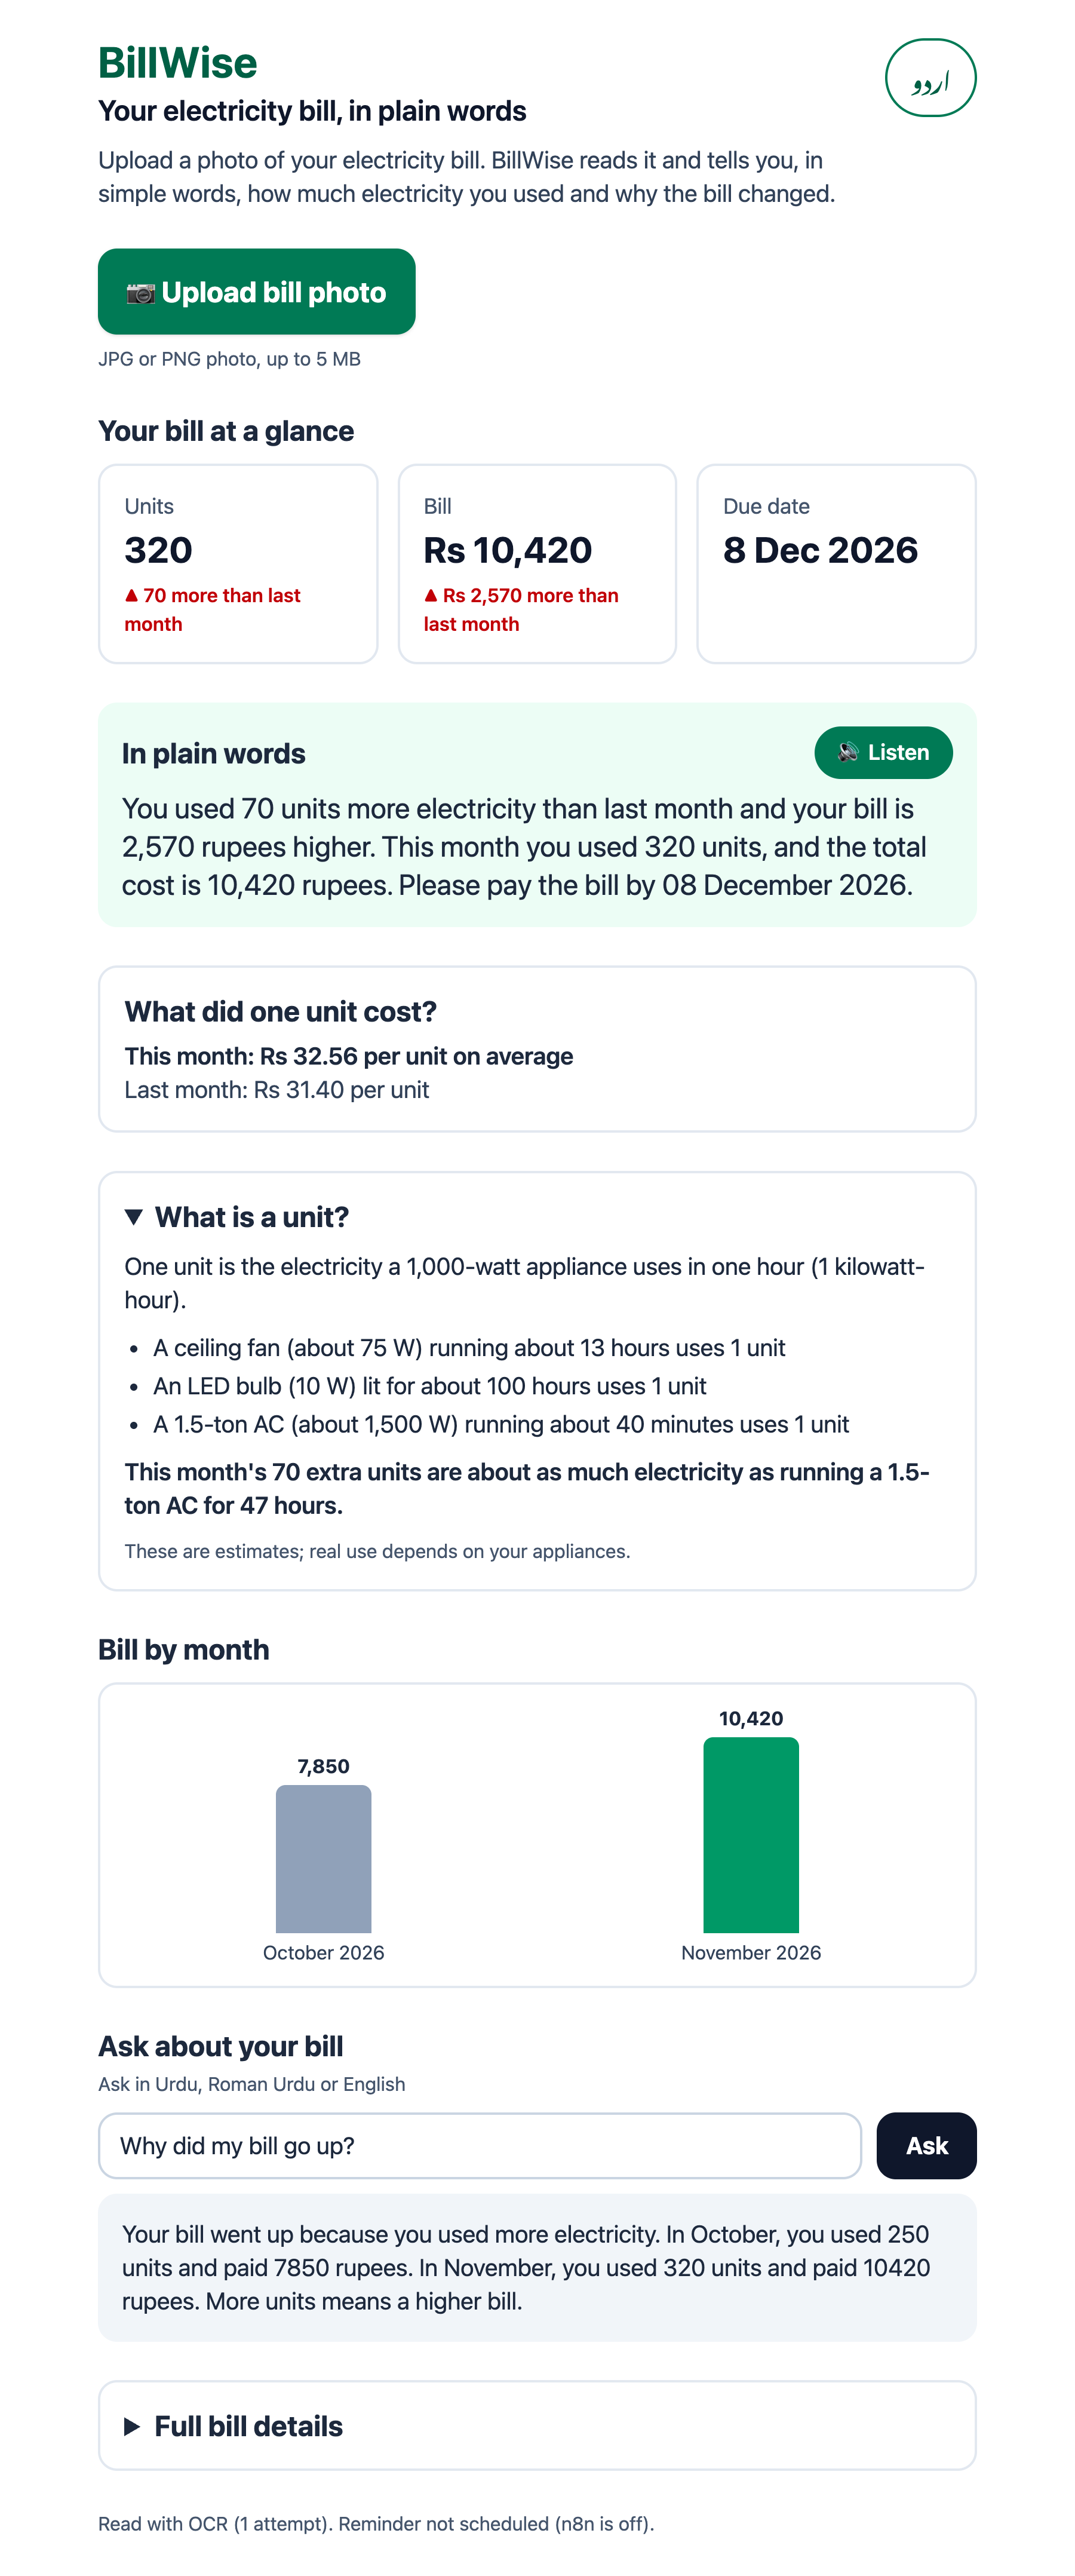 BillWise
اردو
Your electricity bill, in plain words
Upload a photo of your electricity bill. BillWise reads it and tells you, in
simple words, how much electricity you used and why the bill changed.
Upload bill photo
JPG or PNG photo, up to 5 MB
Your bill at a glance
Units
320
▲ 70 more than last
month
Bill
Rs 10,420
▲ Rs 2,570 more than
last month
Due date
8 Dec 2026
In plain words
Listen
You used 70 units more electricity than last month and your bill is
2,570 rupees higher. This month you used 320 units, and the total
cost is 10,420 rupees. Please pay the bill by 08 December 2026.
What did one unit cost?
This month: Rs 32.56 per unit on average
Last month: Rs 31.40 per unit
▼ What is a unit?
One unit is the electricity a 1,000-watt appliance uses in one hour (1 kilowatt-
hour).
• A ceiling fan (about 75 W) running about 13 hours uses 1 unit
• An LED bulb (10 W) lit for about 100 hours uses 1 unit
• A 1.5-ton AC (about 1,500 W) running about 40 minutes uses 1 unit
This month's 70 extra units are about as much electricity as running a 1.5-
ton AC for 47 hours.
These are estimates; real use depends on your appliances.
Bill by month
7,850
10,420
October 2026
November 2026
Ask about your bill
Ask in Urdu, Roman Urdu or English
Why did my bill go up?
Ask
Your bill went up because you used more electricity. In October, you used 250
units and paid 7850 rupees. In November, you used 320 units and paid 10420
rupees. More units means a higher bill.
▶ Full bill details
Read with OCR (1 attempt). Reminder not scheduled (n8n is off).